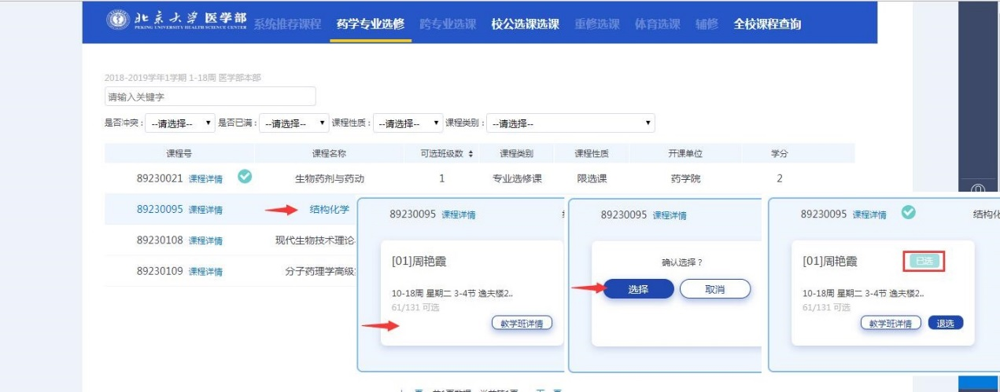 北京大学 医学部
PEKING UNIVERSITY HEALTH SCIENCE CENTER
系统推荐课程 药学专业选修 跨专业选课 校公选课选课 重修选课 体育选课 辅修 全校课程查询
2018-2019学年1学期 1-18周 医学部本部
请输入关键字
是否冲突： --请选择-- 是否已满： --请选择-- 课程性质： --请选择-- 课程类别： --请选择--
课程号 课程名称 可选班级数 课程类别 课程性质 开课单位 学分
89230021 课程详情 生物药剂与药动 1 专业选修课 限选课 药学院 2
89230095 课程详情 结构化学
89230108 课程详情 现代生物技术理论
89230109 课程详情 分子药理学高级
89230095 课程详情
[01]周艳霞
10-18周 星期二 3-4节 逸夫楼2..
61/131 可选
教学班详情
89230095 课程详情
确认选择？
选择 取消
89230095 课程详情 结构化
[01]周艳霞 已选
10-18周 星期二 3-4节 逸夫楼2..
61/131 可选
教学班详情 退选